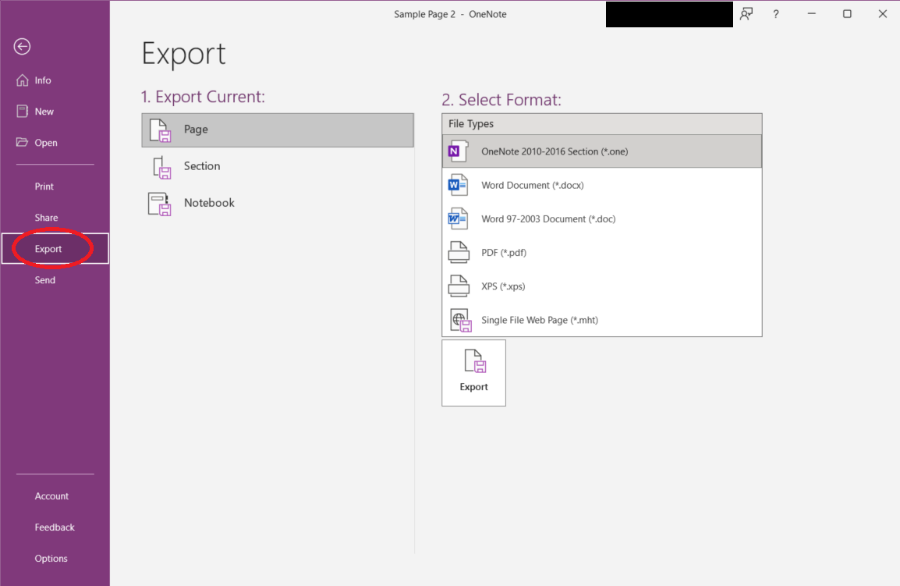 Sample Page 2 - OneNote
?
Info
New
Open
Print
Share
Export
Send
Account
Feedback
Options
Export
1. Export Current:
Page
Section
Notebook
2. Select Format:
File Types
N OneNote 2010-2016 Section (*.one)
W Word Document (*.docx)
W Word 97-2003 Document (*.doc)
PDF (*.pdf)
XPS (*.xps)
Single File Web Page (*.mht)
Export